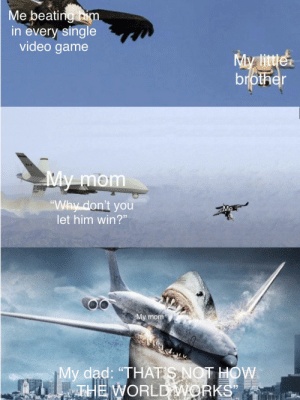 Me beating him
in every single
video game
My little
brother
My mom
"Why don't you
let him win?"
Me
My mom
My dad: "THAT'S NOT HOW
THE WORLD WORKS"